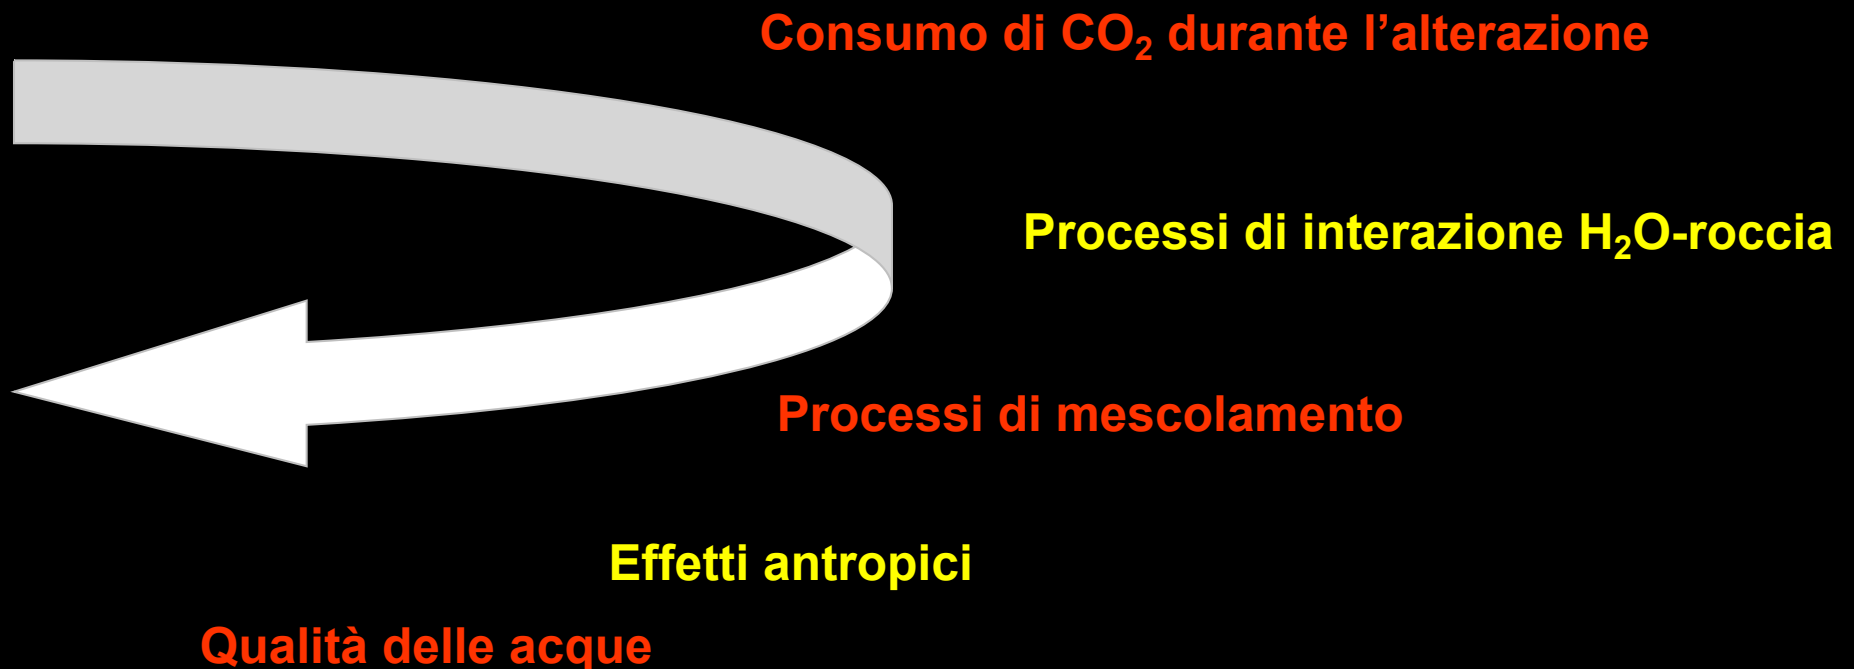 Consumo di CO₂ durante l’alterazione
Processi di interazione H₂O-roccia
Processi di mescolamento
Effetti antropici
Qualità delle acque